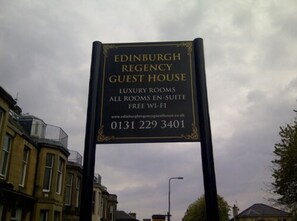 EDINBURGH
REGENCY
GUEST HOUSE
LUXURY ROOMS
ALL ROOMS EN-SUITE
FREE WI-FI
0131 229 3401